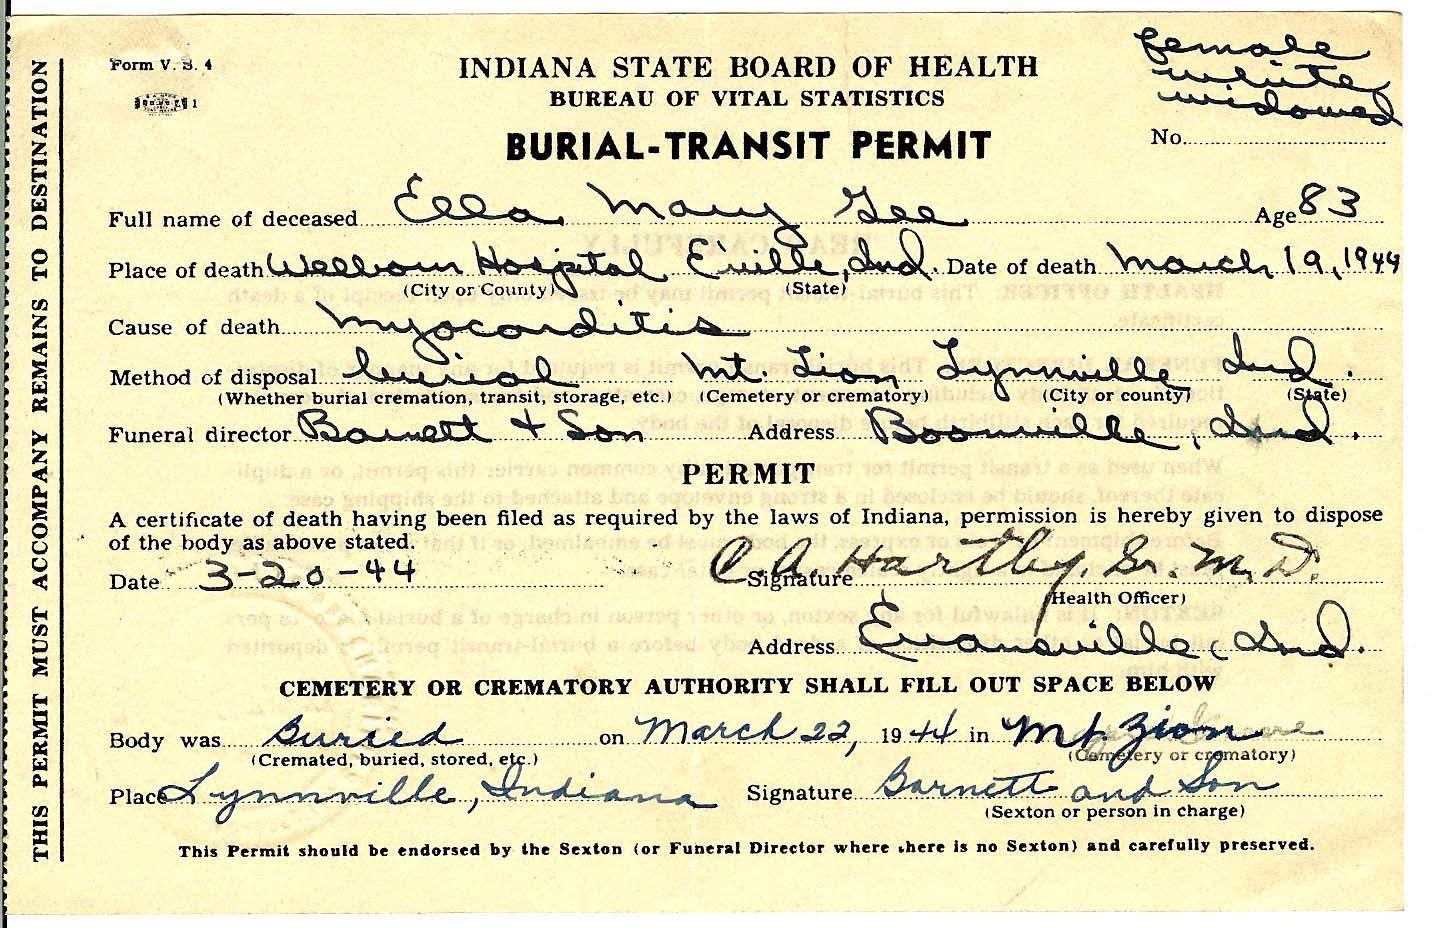 Form V. S. 4
1
female
white
widowed
INDIANA STATE BOARD OF HEALTH
BUREAU OF VITAL STATISTICS
BURIAL-TRANSIT PERMIT
No.
Full name of deceased Ella Mary Gee Age 83
Place of death Welborn Hospital E'ville, Ind. Date of death March 19, 1944
(City or County) (State)
Cause of death Myocarditis
Method of disposal burial Mt. Zion Lynnville Ind.
(Whether burial cremation, transit, storage, etc.) (Cemetery or crematory) (City or county) (State)
Funeral director Barnett + Son Address Boonville, Ind.
PERMIT
A certificate of death having been filed as required by the laws of Indiana, permission is hereby given to dispose
of the body as above stated.
Date 3-20-44 Signature C. A. Hartley, Sr. M. D.
(Health Officer)
Address Evansville, Ind.
CEMETERY OR CREMATORY AUTHORITY SHALL FILL OUT SPACE BELOW
Body was Buried on March 22, 1944 in Mt Zion
(Cremated, buried, stored, etc.) (Cemetery or crematory)
Place Lynnville, Indiana Signature Barnett and Son
(Sexton or person in charge)
This Permit should be endorsed by the Sexton (or Funeral Director where there is no Sexton) and carefully preserved.
THIS PERMIT MUST ACCOMPANY REMAINS TO DESTINATION